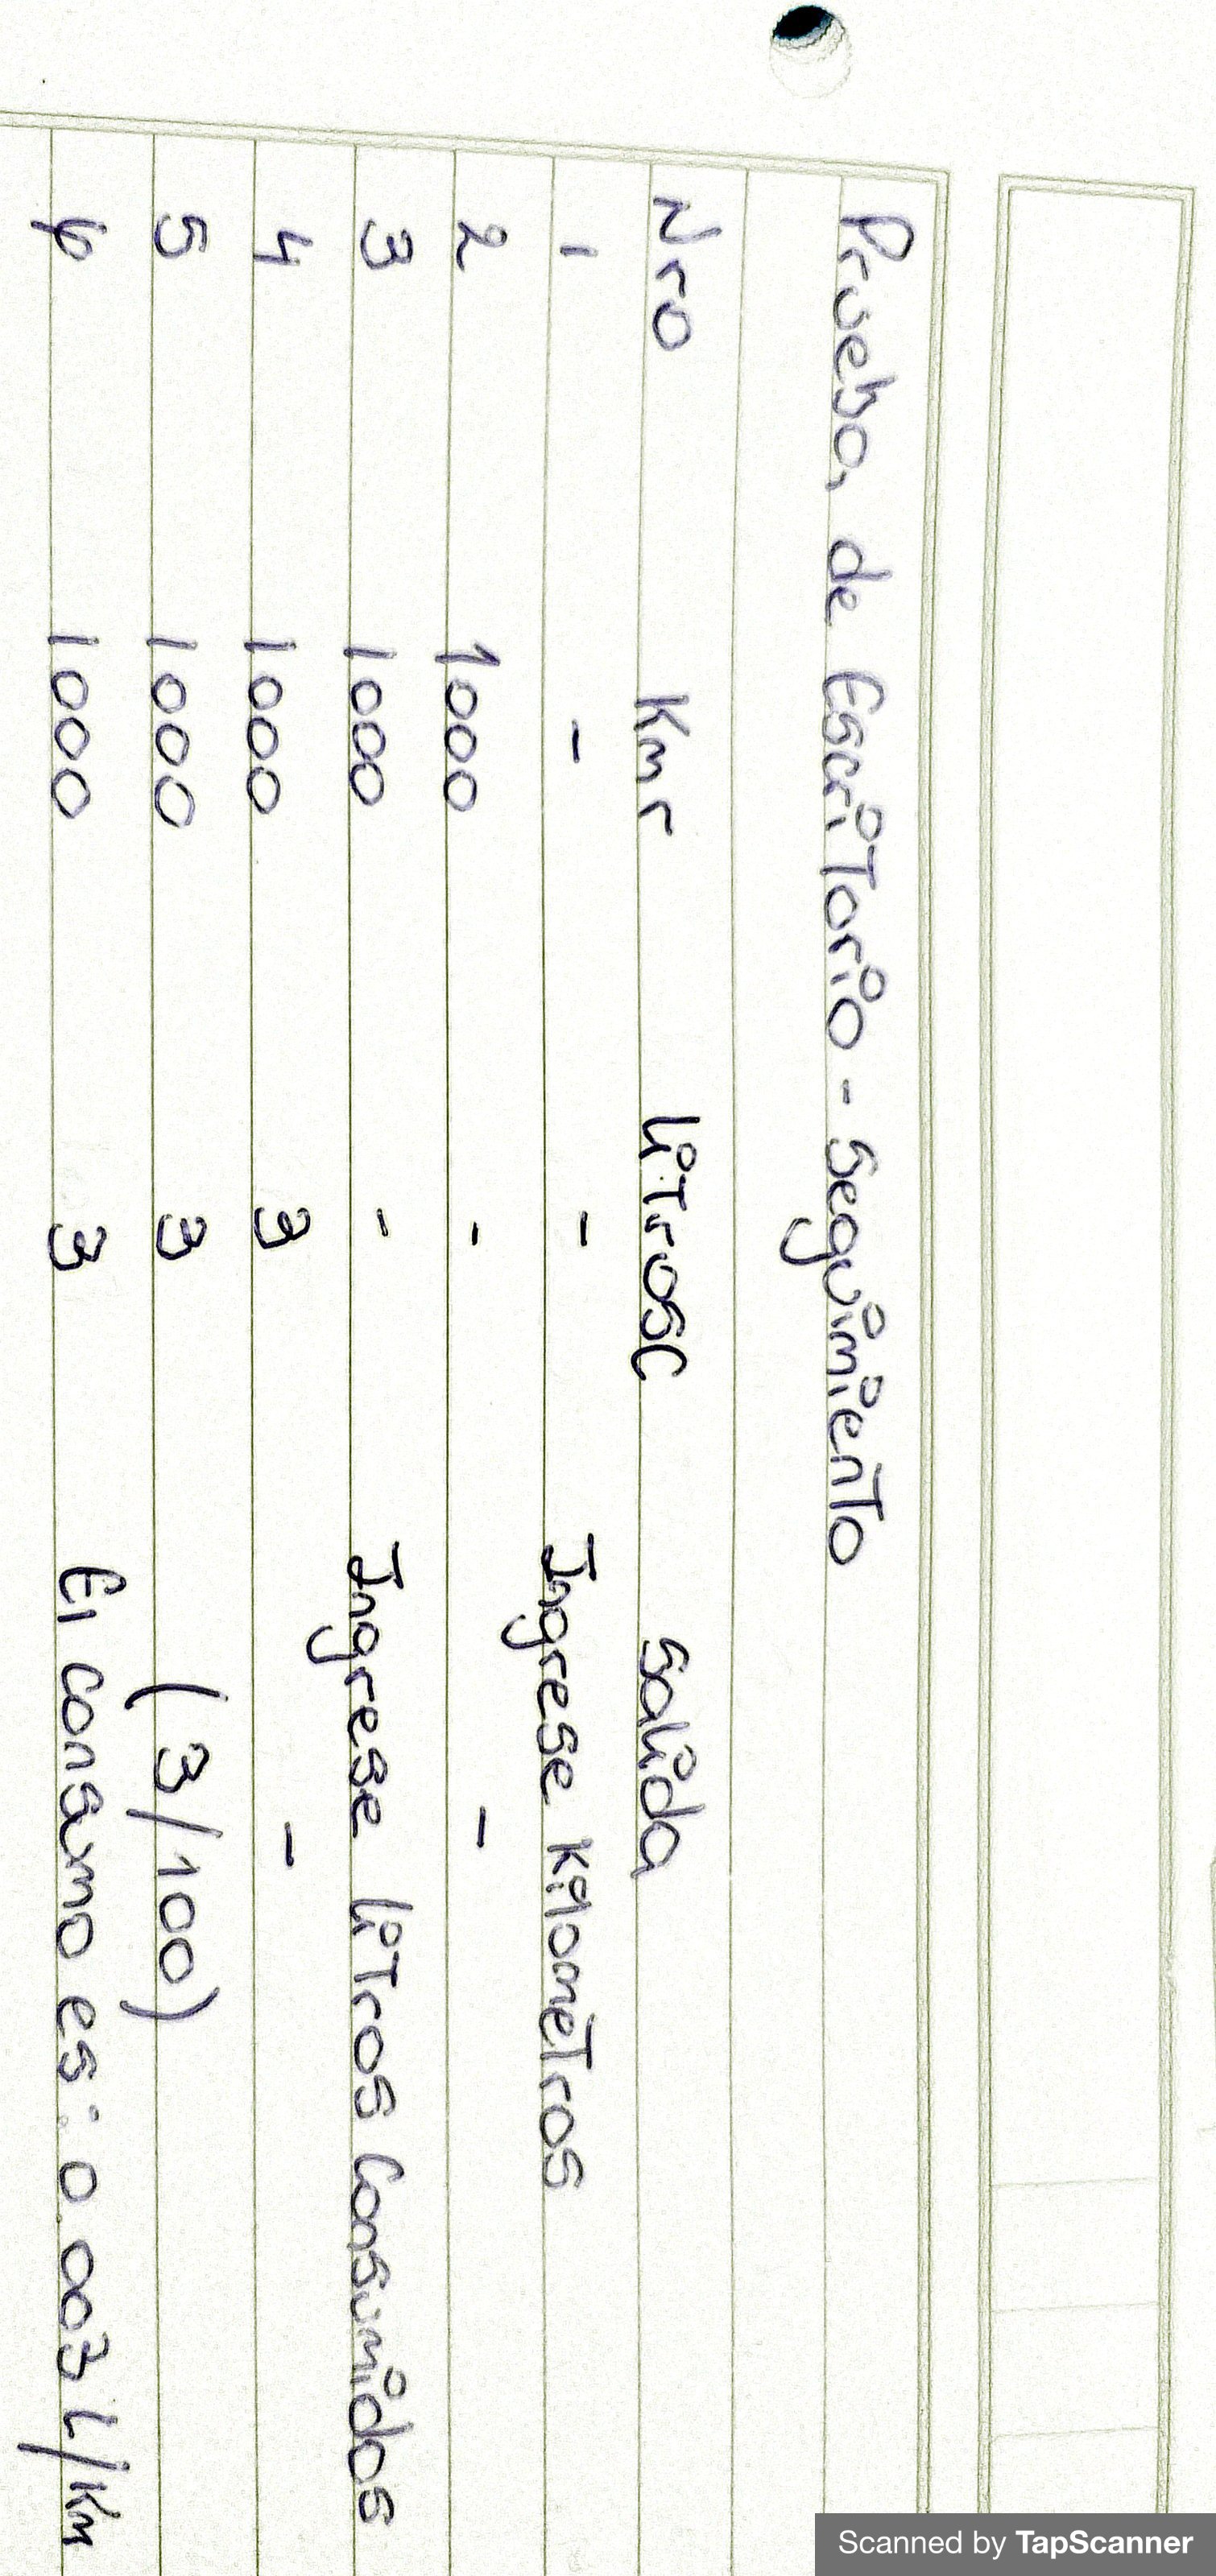 Prueba de Escritorio - Seguimiento
Nro Kmr litrosC Salida
1 - - Ingrese kilometros
2 1000 - -
3 1000 - Ingrese litros Consumidos
4 1000 3 -
5 1000 3 (3/100)
6 1000 3 El consumo es: 0.003 L/Km
Scanned by TapScanner